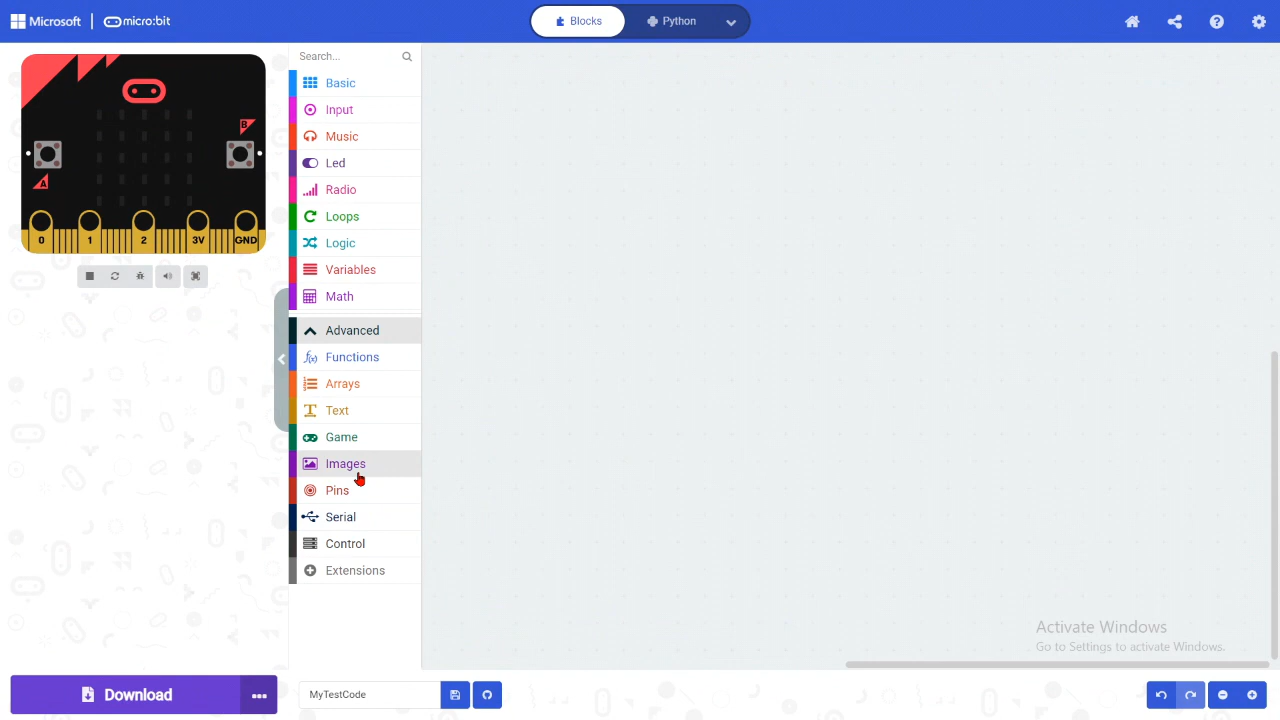 Microsoft | micro:bit
Blocks
Python
Search...
Basic
Input
Music
Led
Radio
Loops
Logic
Variables
Math
Advanced
Functions
Arrays
Text
Game
Images
Pins
Serial
Control
Extensions
B
A
0 1 2 3V GND
Activate Windows
Go to Settings to activate Windows.
Download
MyTestCode